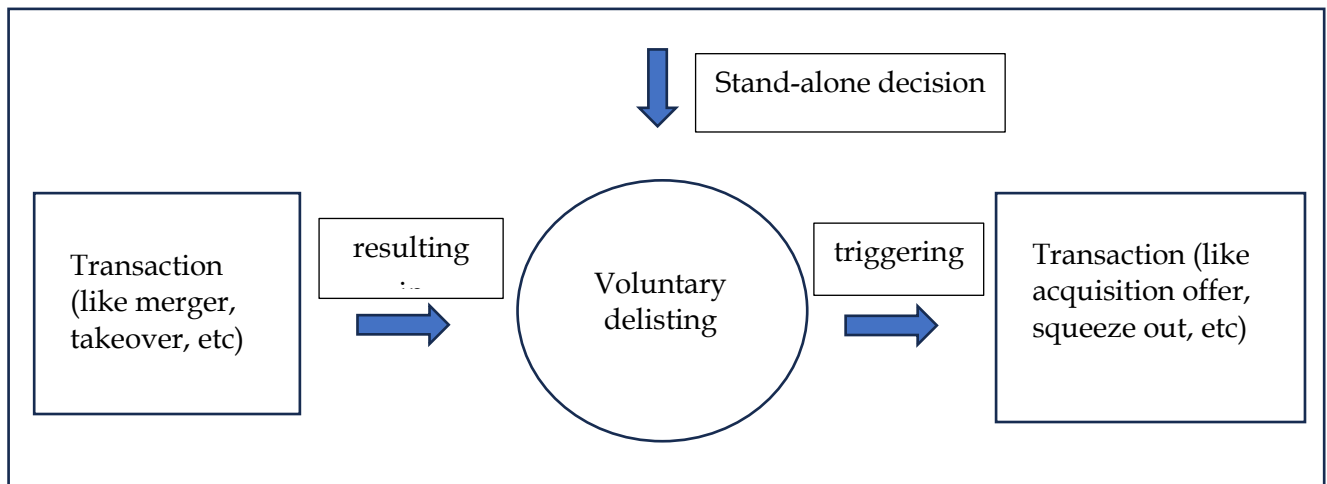 Stand-alone decision
Transaction
(like merger,
takeover, etc)
resulting
Voluntary
delisting
triggering
Transaction (like
acquisition offer,
squeeze out, etc)